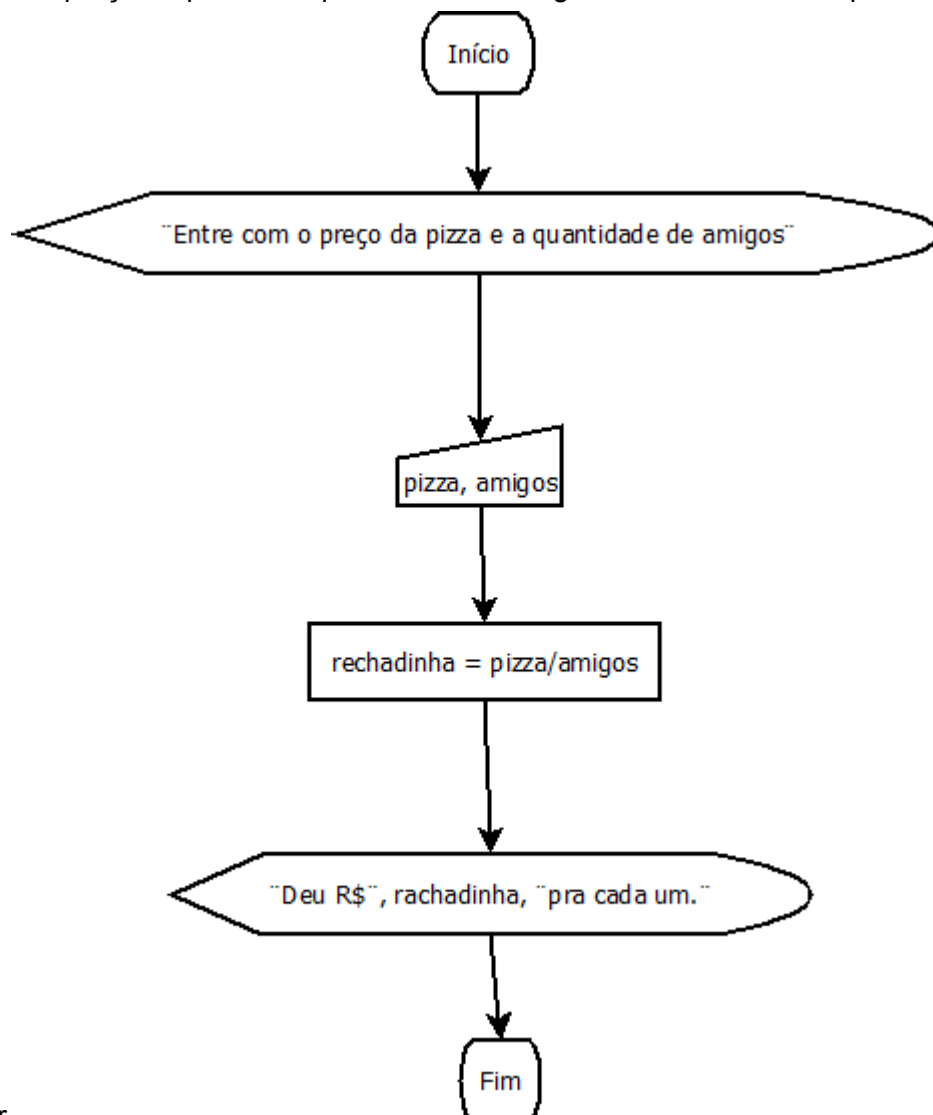 Início
¨Entre com o preço da pizza e a quantidade de amigos¨
pizza, amigos
rechadinha = pizza/amigos
¨Deu R$¨, rachadinha, ¨pra cada um.¨
Fim